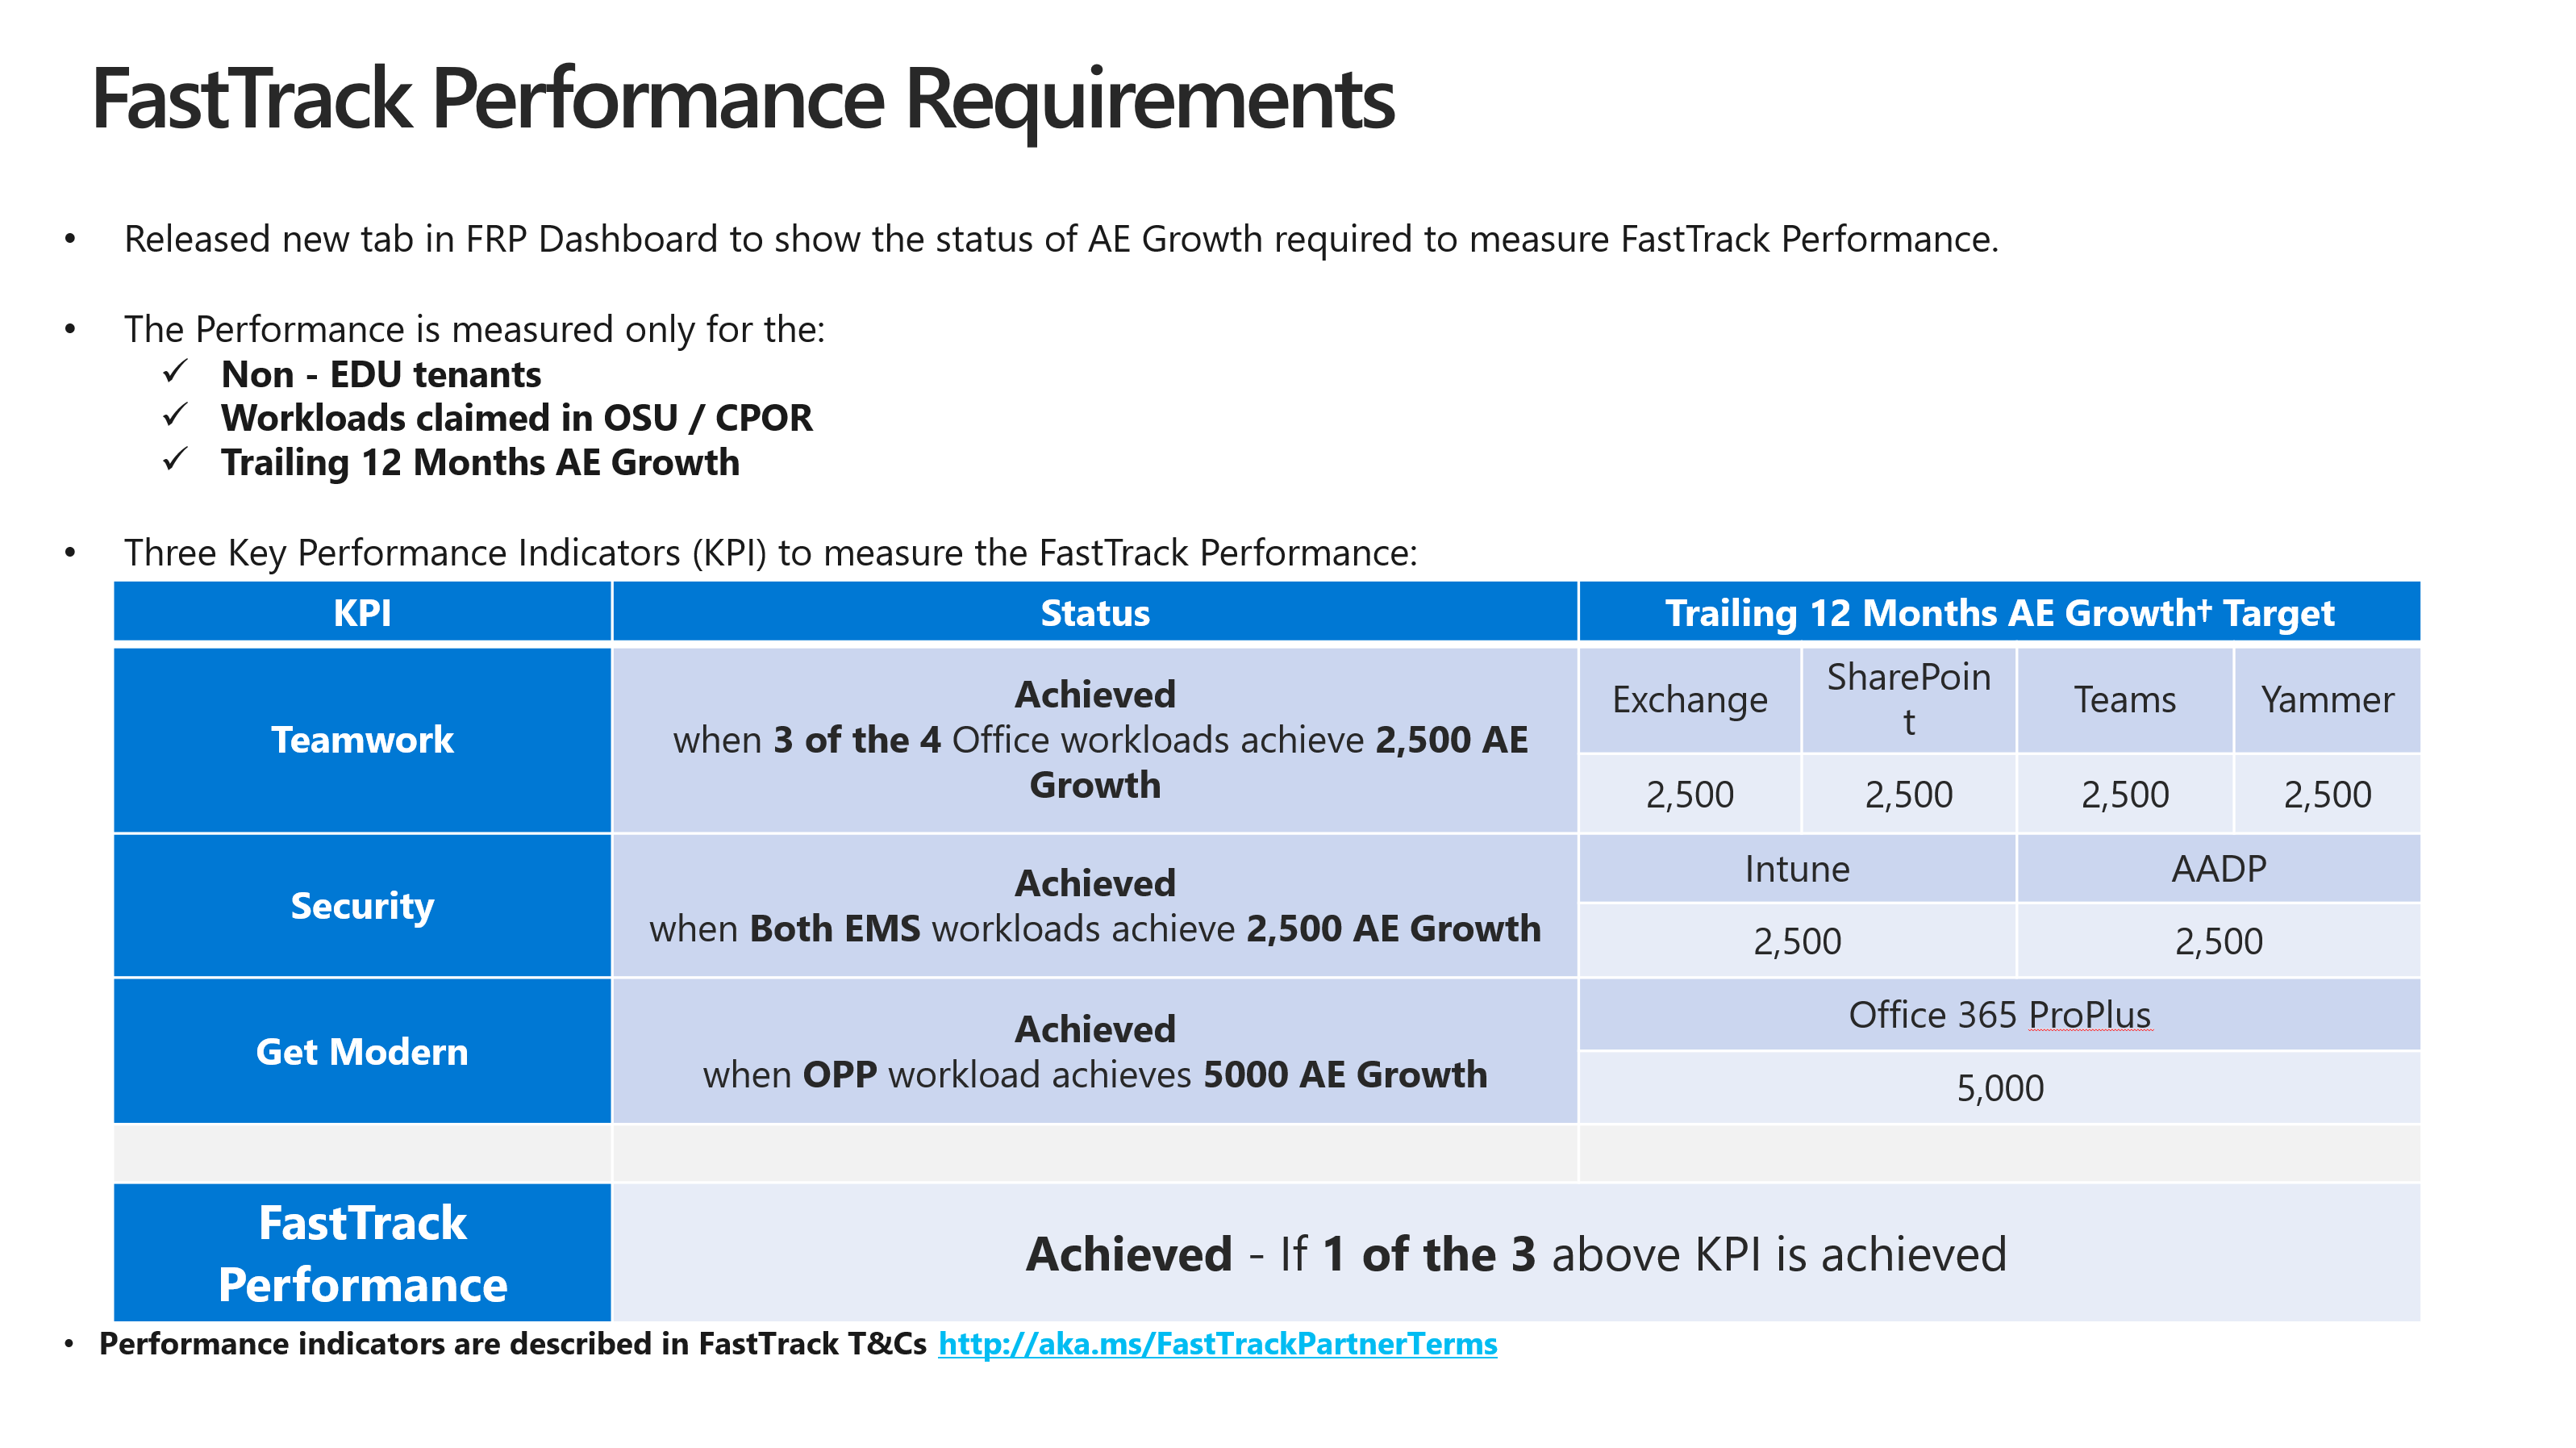 FastTrack Performance Requirements
• Released new tab in FRP Dashboard to show the status of AE Growth required to measure FastTrack Performance.
• The Performance is measured only for the:
✓ Non - EDU tenants
✓ Workloads claimed in OSU / CPOR
✓ Trailing 12 Months AE Growth
• Three Key Performance Indicators (KPI) to measure the FastTrack Performance:
KPI
Status
Trailing 12 Months AE Growth† Target
Teamwork
Achieved
when 3 of the 4 Office workloads achieve 2,500 AE
Growth
Exchange
SharePoin
t
Teams
Yammer
2,500
2,500
2,500
2,500
Security
Achieved
when Both EMS workloads achieve 2,500 AE Growth
Intune
AADP
2,500
2,500
Get Modern
Achieved
when OPP workload achieves 5000 AE Growth
Office 365 ProPlus
5,000
FastTrack
Performance
Achieved - If 1 of the 3 above KPI is achieved
• Performance indicators are described in FastTrack T&Cs http://aka.ms/FastTrackPartnerTerms